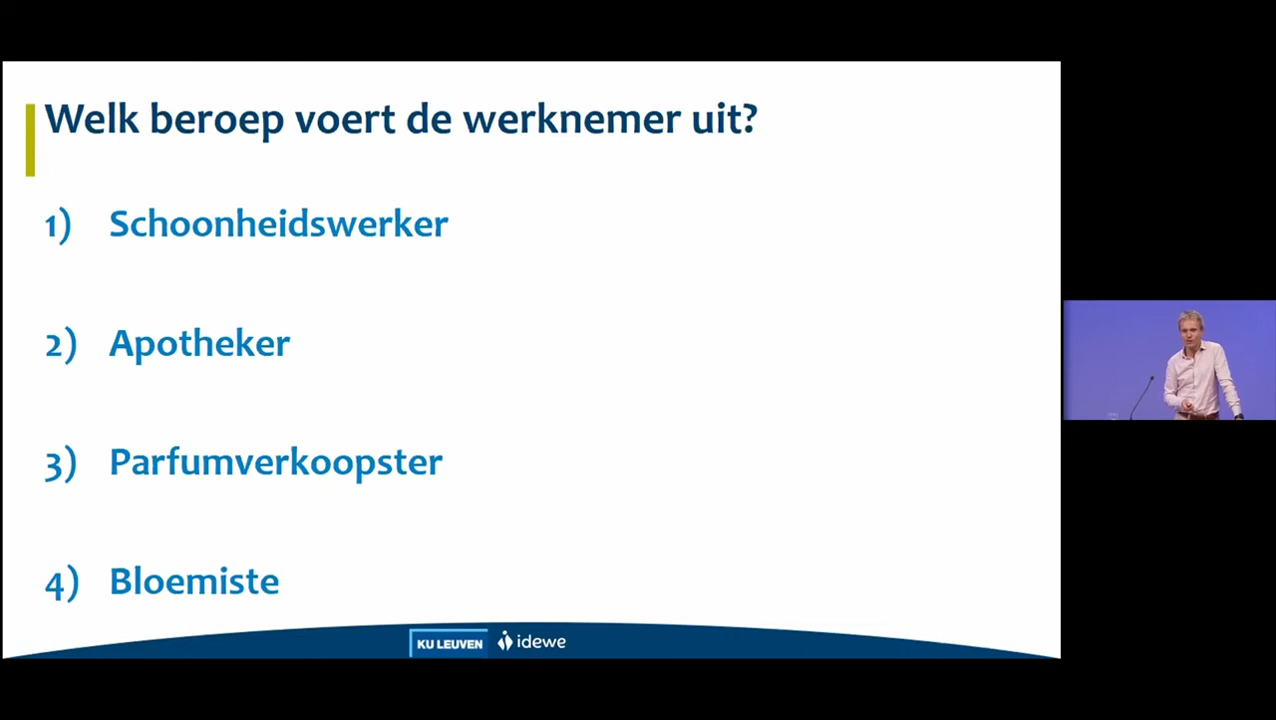 Welk beroep voert de werknemer uit?
1) Schoonheidswerker
2) Apotheker
3) Parfumverkoopster
4) Bloemiste
KU LEUVEN idewe